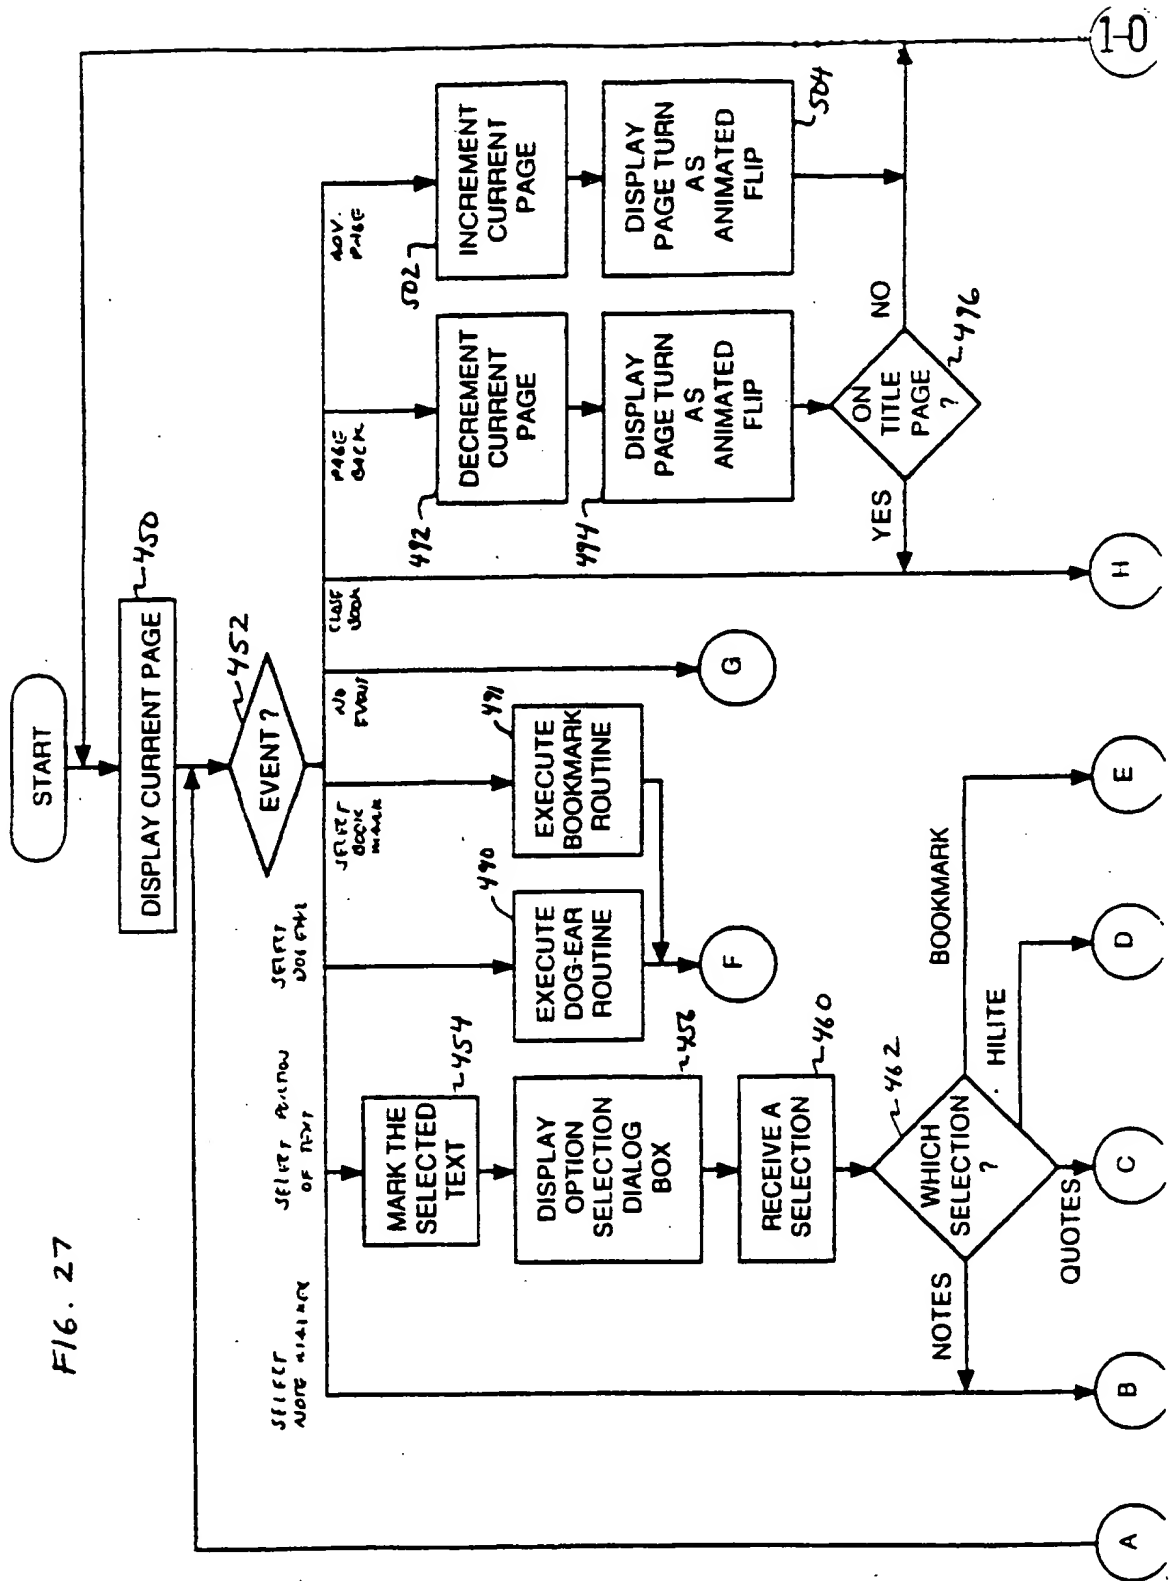 FIG. 27
START
DISPLAY CURRENT PAGE
450
EVENT ?
452
SELECT
NOTE MARKER
SELECT PORTION
OF TEXT
SELECT
DOG EAR
SELECT
BOOK
MARK
NO
EVENT
CLOSE
BOOK
PAGE
BACK
ADV.
PAGE
MARK THE
SELECTED
TEXT
454
DISPLAY
OPTION
SELECTION
DIALOG
BOX
456
RECEIVE A
SELECTION
460
WHICH
SELECTION
?
462
NOTES
QUOTES
HILITE
BOOKMARK
EXECUTE
DOG-EAR
ROUTINE
490
EXECUTE
BOOKMARK
ROUTINE
491
DECREMENT
CURRENT
PAGE
492
DISPLAY
PAGE TURN
AS
ANIMATED
FLIP
494
ON
TITLE
PAGE
?
496
YES
NO
INCREMENT
CURRENT
PAGE
502
DISPLAY
PAGE TURN
AS
ANIMATED
FLIP
504
F
G
A
B
C
D
E
H
1-0